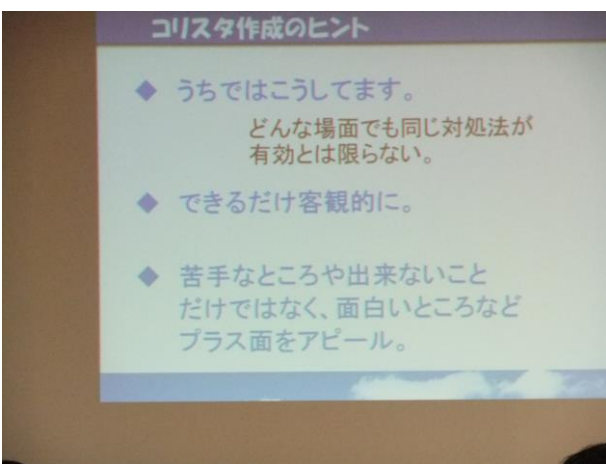 コリスタ作成のヒント
◆ うちではこうしてます。
どんな場面でも同じ対処法が
有効とは限らない。
◆ できるだけ客観的に。
◆ 苦手なところや出来ないこと
だけではなく、面白いところなど
プラス面をアピール。